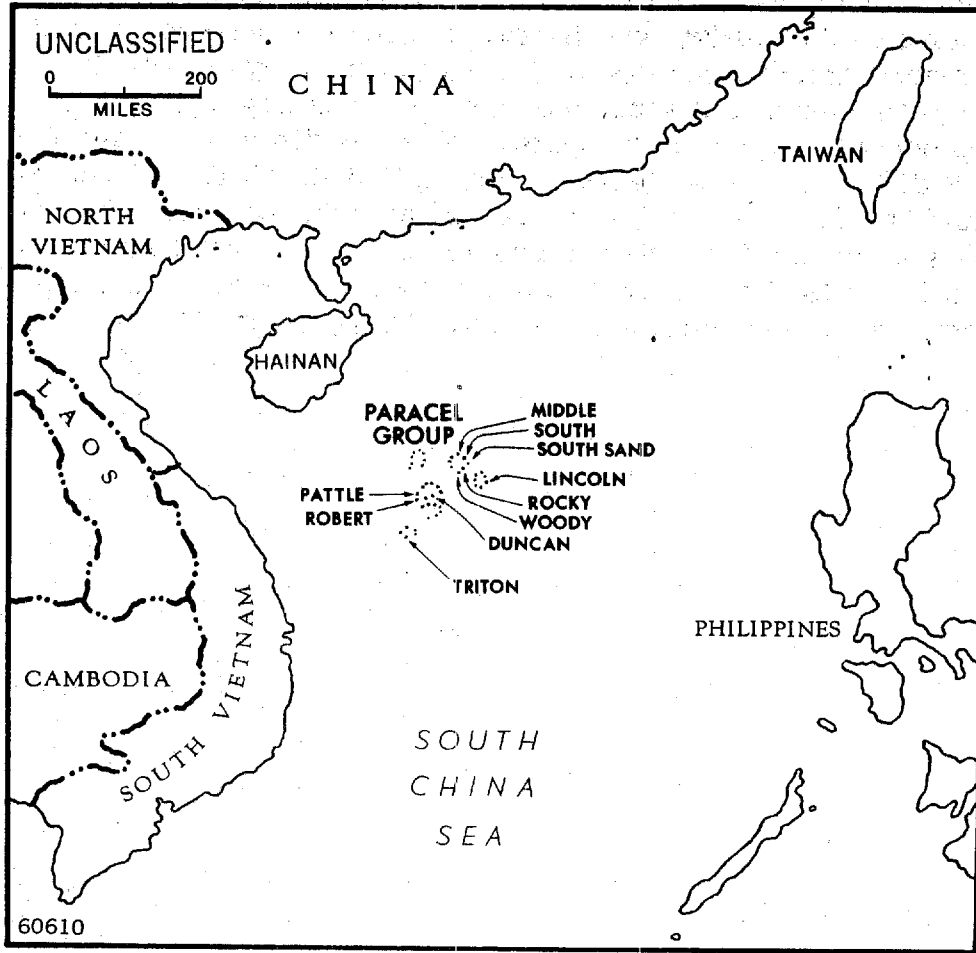 UNCLASSIFIED
0 200
MILES
CHINA
TAIWAN
NORTH
VIETNAM
HAINAN
LAOS
PARACEL
GROUP
MIDDLE
SOUTH
SOUTH SAND
LINCOLN
PATTLE
ROBERT
ROCKY
WOODY
DUNCAN
TRITON
PHILIPPINES
CAMBODIA
SOUTH VIETNAM
SOUTH
CHINA
SEA
60610